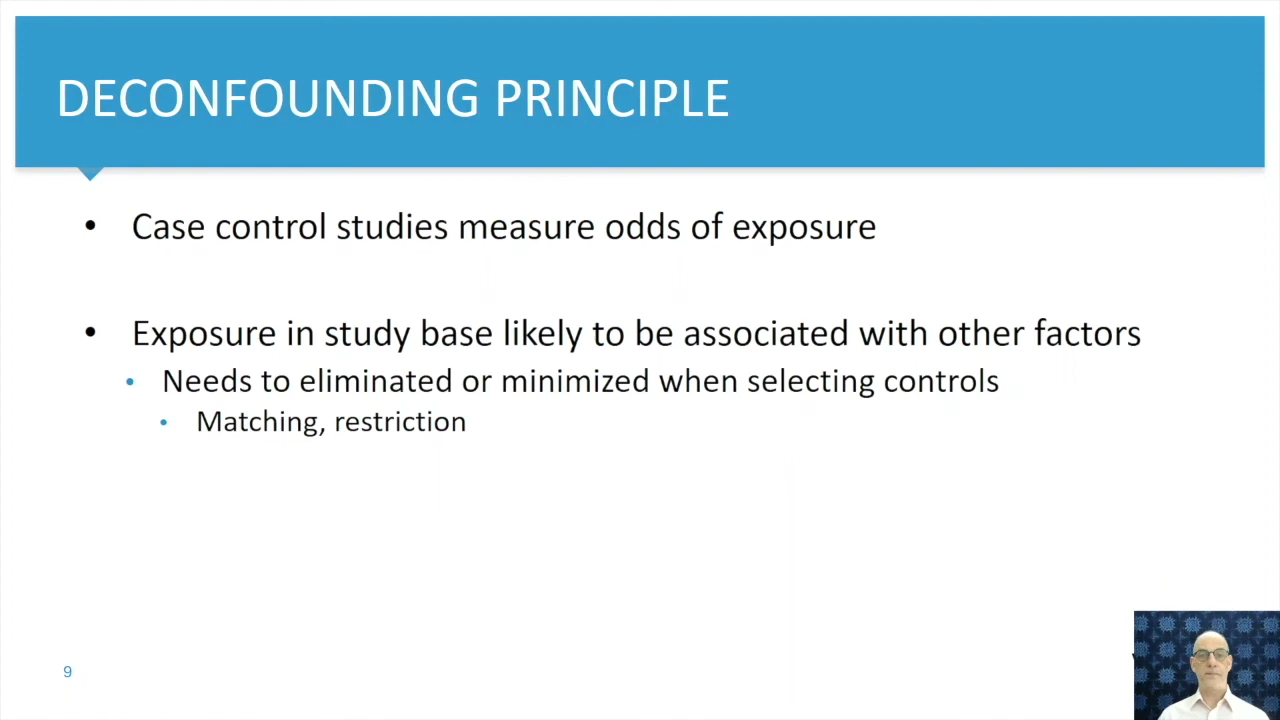 DECONFOUNDING PRINCIPLE
• Case control studies measure odds of exposure
• Exposure in study base likely to be associated with other factors
• Needs to eliminated or minimized when selecting controls
• Matching, restriction
9